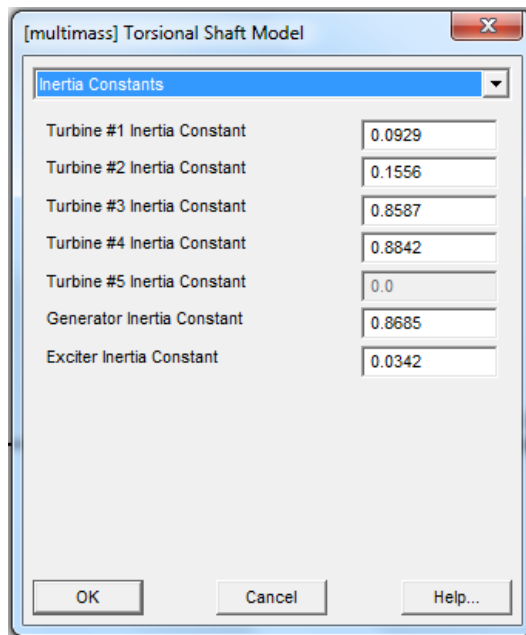 [multimass] Torsional Shaft Model
Inertia Constants
Turbine #1 Inertia Constant 0.0929
Turbine #2 Inertia Constant 0.1556
Turbine #3 Inertia Constant 0.8587
Turbine #4 Inertia Constant 0.8842
Turbine #5 Inertia Constant 0.0
Generator Inertia Constant 0.8685
Exciter Inertia Constant 0.0342
OK Cancel Help...